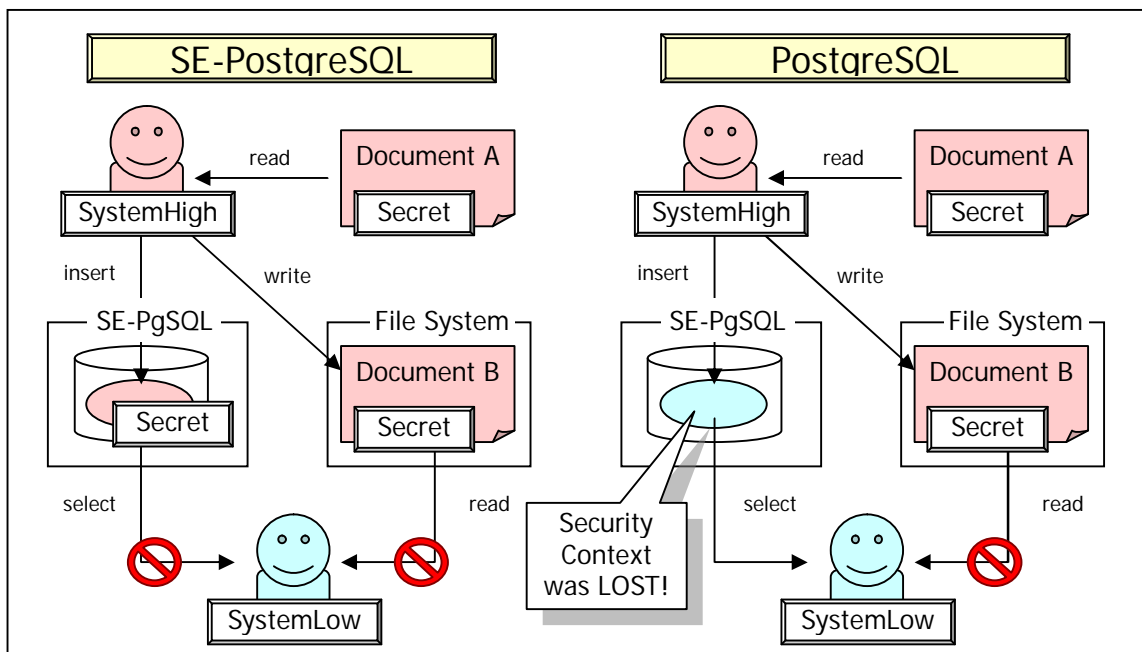 SE-PostgreSQL
PostgreSQL
read
Document A
Secret
SystemHigh
insert
write
SE-PgSQL
Secret
File System
Document B
Secret
select
read
SystemLow
read
Document A
Secret
SystemHigh
insert
write
SE-PgSQL
File System
Document B
Secret
Security
Context
was LOST!
select
read
SystemLow